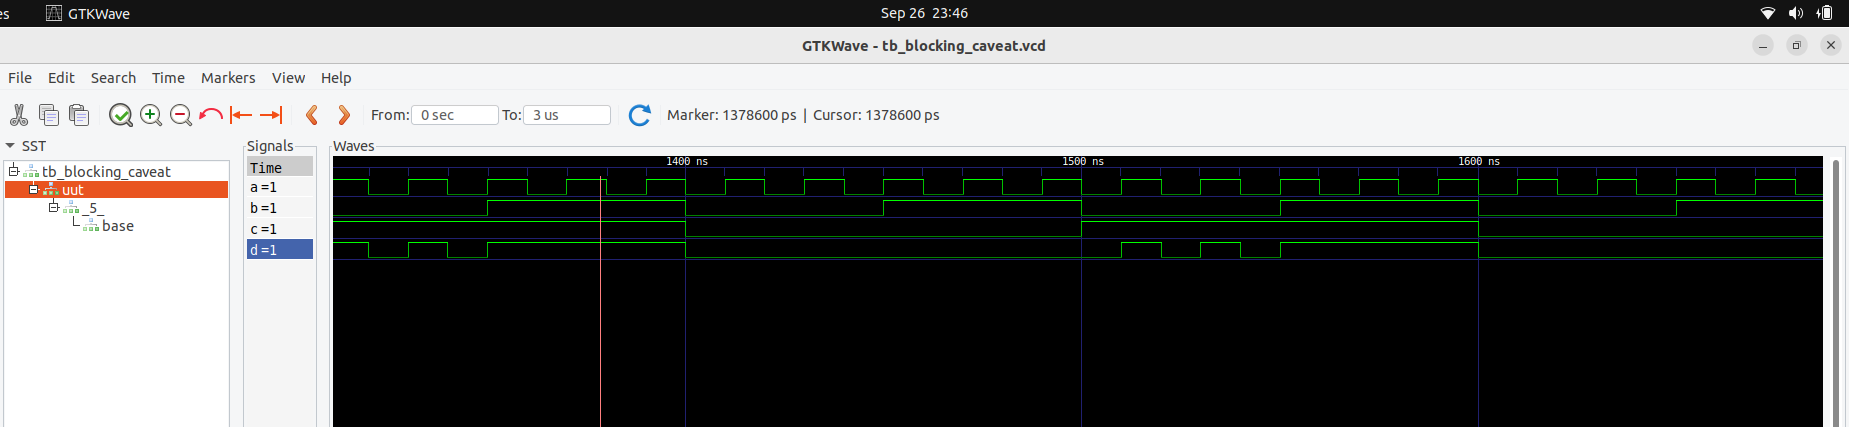 es GTKWave Sep 26 23:46
GTKWave - tb_blocking_caveat.vcd
File Edit Search Time Markers View Help
From: 0 sec To: 3 us Marker: 1378600 ps | Cursor: 1378600 ps
SST
tb_blocking_caveat
uut
_5_
base
Signals
Time
a =1
b =1
c =1
d =1
Waves
1400 ns 1500 ns 1600 ns